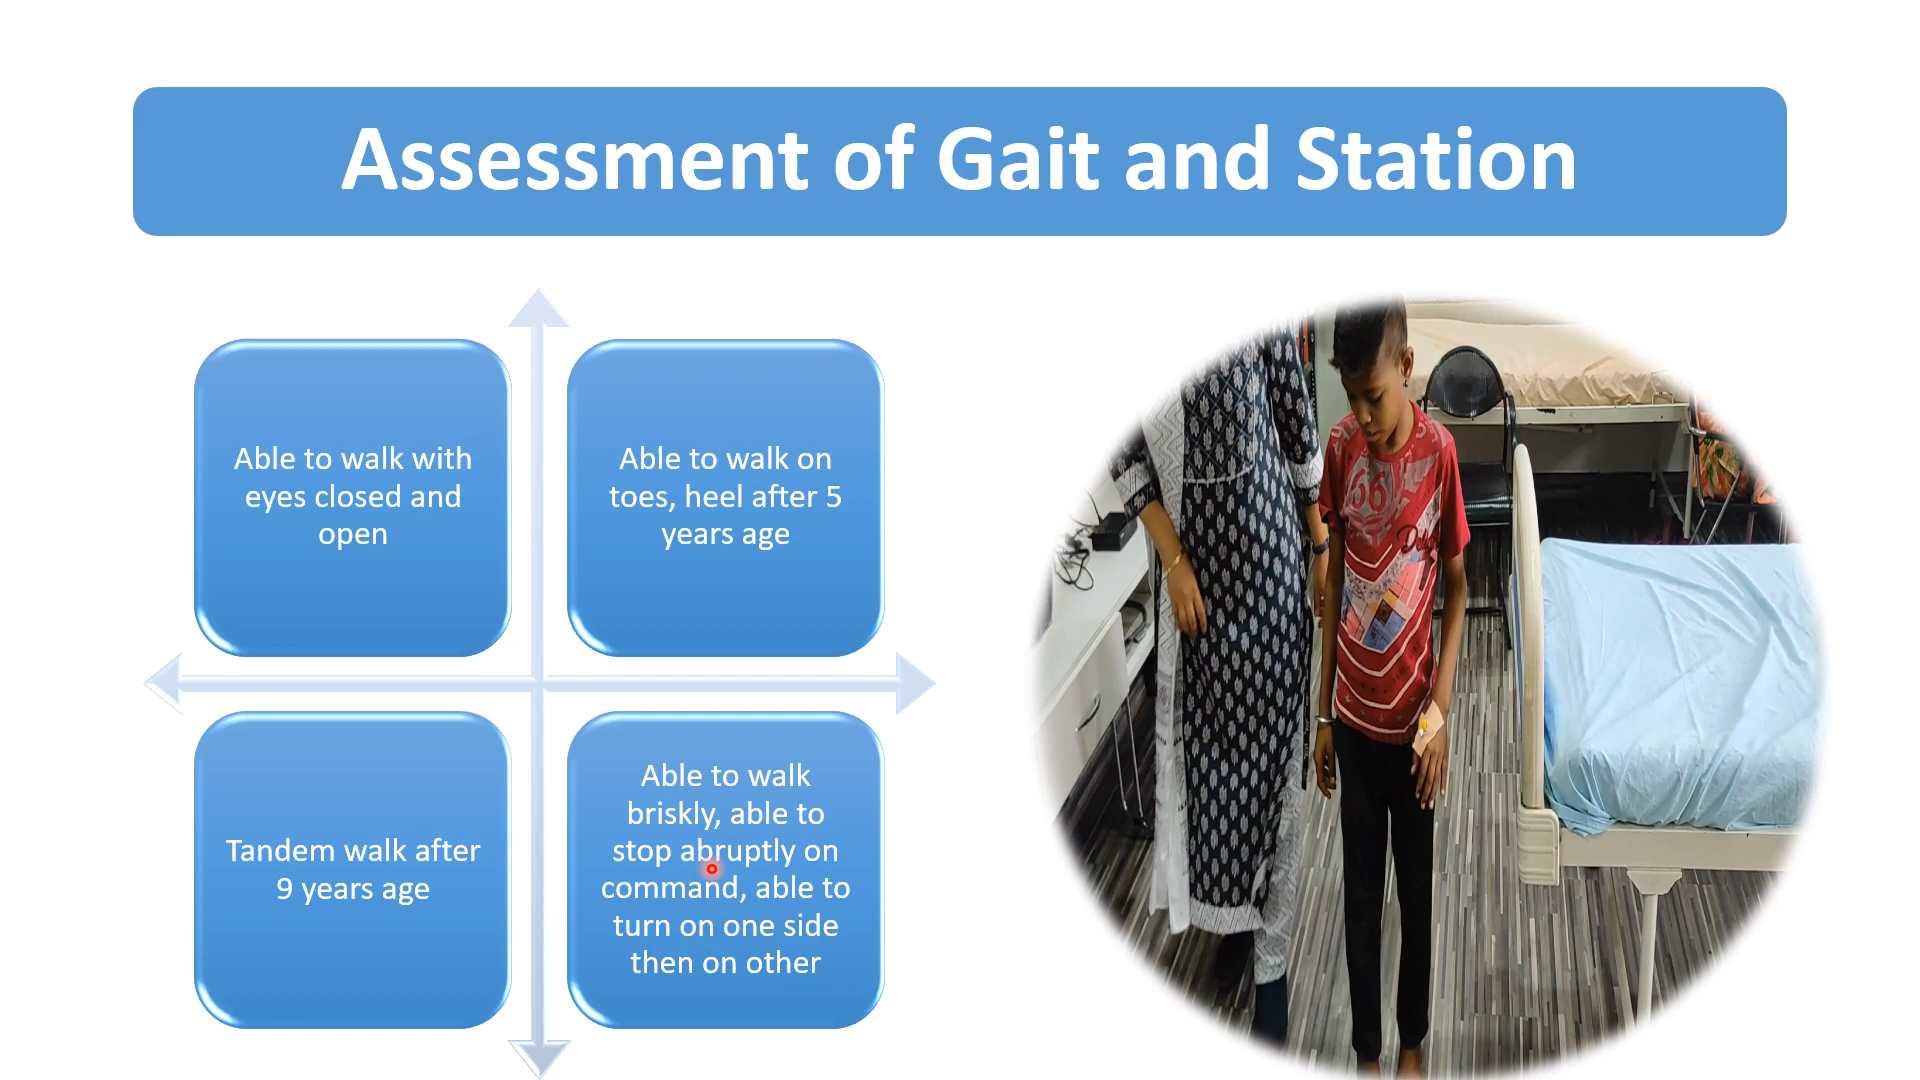 Assessment of Gait and Station
Able to walk with
eyes closed and
open
Able to walk on
toes, heel after 5
years age
Tandem walk after
9 years age
Able to walk
briskly, able to
stop abruptly on
command, able to
turn on one side
then on other
66